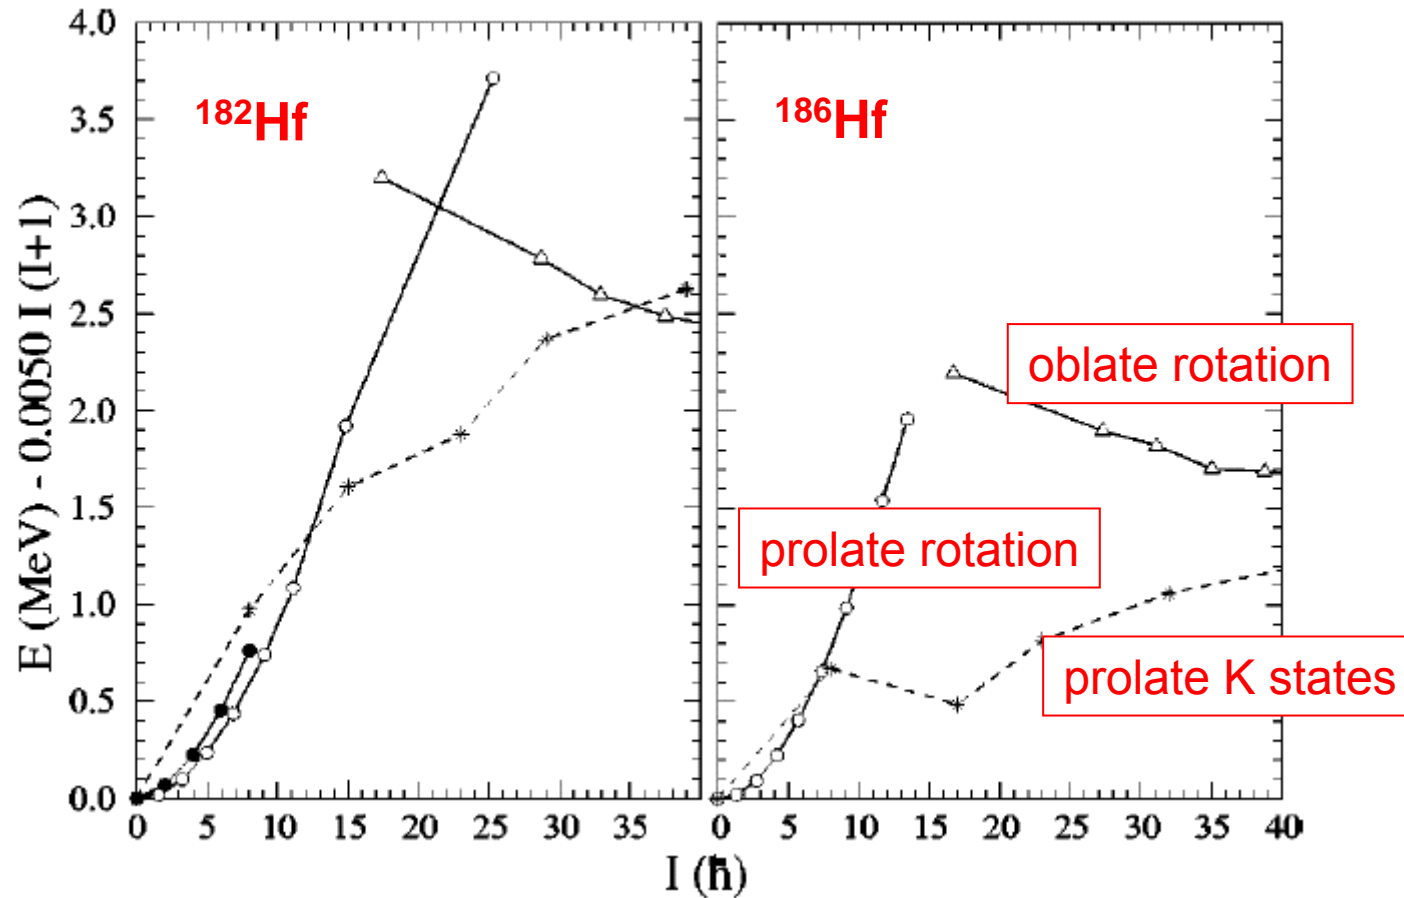 E (MeV) - 0.0050 I (I+1)
4.0
3.5
3.0
2.5
2.0
1.5
1.0
0.5
0.0
¹⁸²Hf
¹⁸⁶Hf
oblate rotation
prolate rotation
prolate K states
0 5 10 15 20 25 30 35 0 5 10 15 20 25 30 35 40
I (ħ)